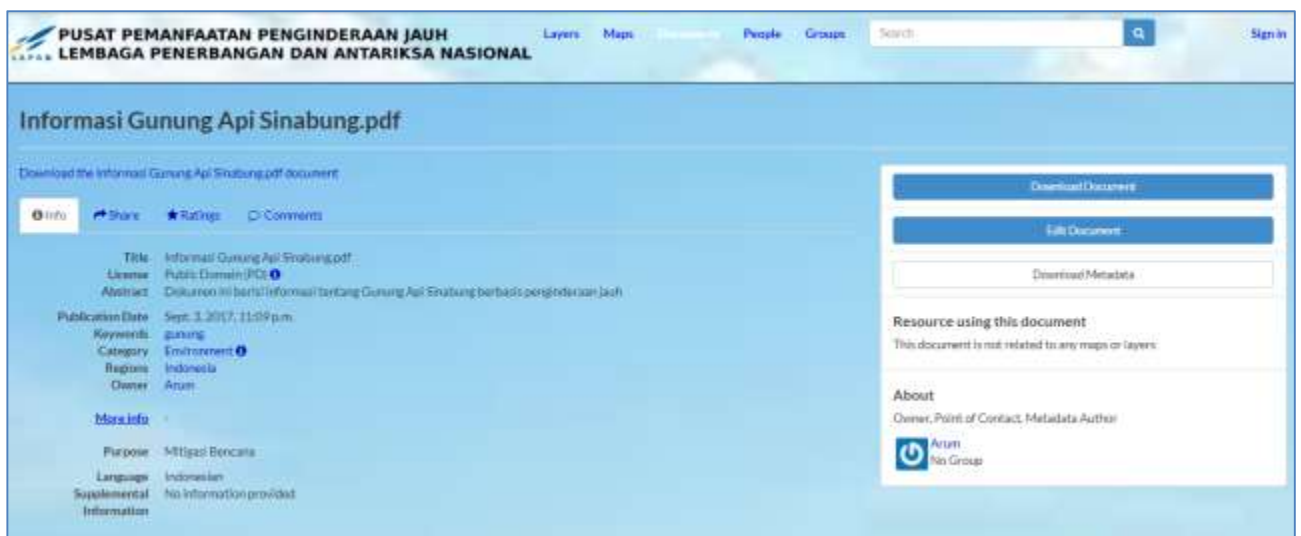 PUSAT PEMANFAATAN PENGINDERAAN JAUH
LEMBAGA PENERBANGAN DAN ANTARIKSA NASIONAL
LAPAN
Layers Maps Documents People Groups Search Sign in
Informasi Gunung Api Sinabung.pdf
Download the Informasi Gunung Api Sinabung.pdf document
Info Share Ratings Comments
Title Informasi Gunung Api Sinabung.pdf
License Public Domain (PD)
Abstract Dokumen ini berisi informasi tentang Gunung Api Sinabung berbasis penginderaan jauh
Publication Date Sept. 3, 2017, 11:09 p.m.
Keywords gunung
Category Environment
Regions Indonesia
Owner Arum
More info -
Purpose Mitigasi Bencana
Language Indonesian
Supplemental Information No information provided
Download Document
Edit Document
Download Metadata
Resource using this document
This document is not related to any maps or layers
About
Owner, Point of Contact, Metadata Author
Arum
No Group